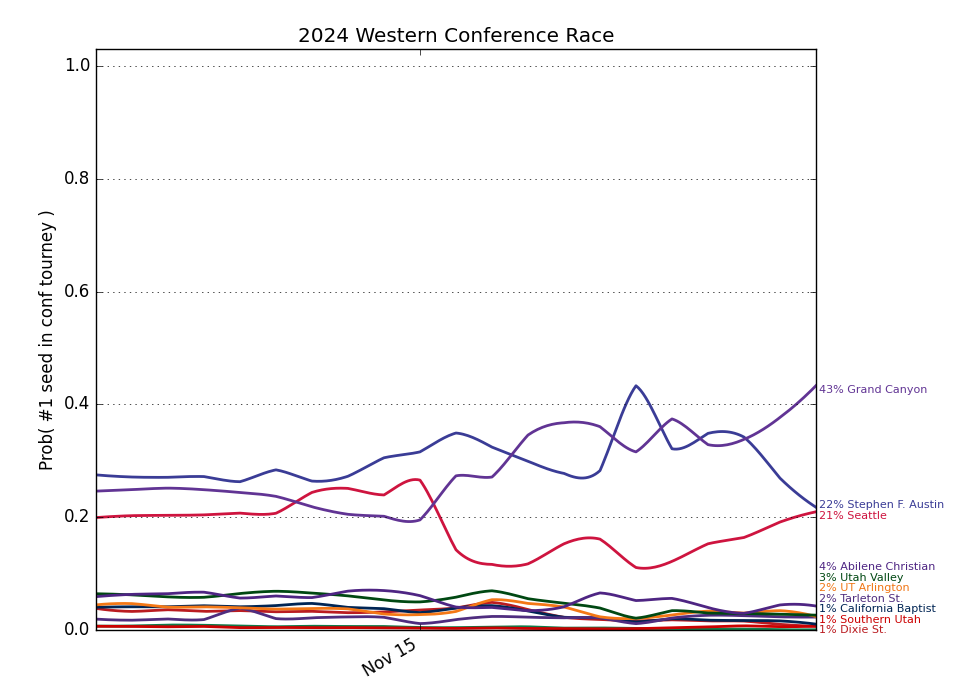 2024 Western Conference Race
Prob( #1 seed in conf tourney )
1.0
0.8
0.6
0.4
0.2
0.0
Nov 15
43% Grand Canyon
22% Stephen F. Austin
21% Seattle
4% Abilene Christian
3% Utah Valley
2% UT Arlington
2% Tarleton St.
1% California Baptist
1% Southern Utah
1% Dixie St.